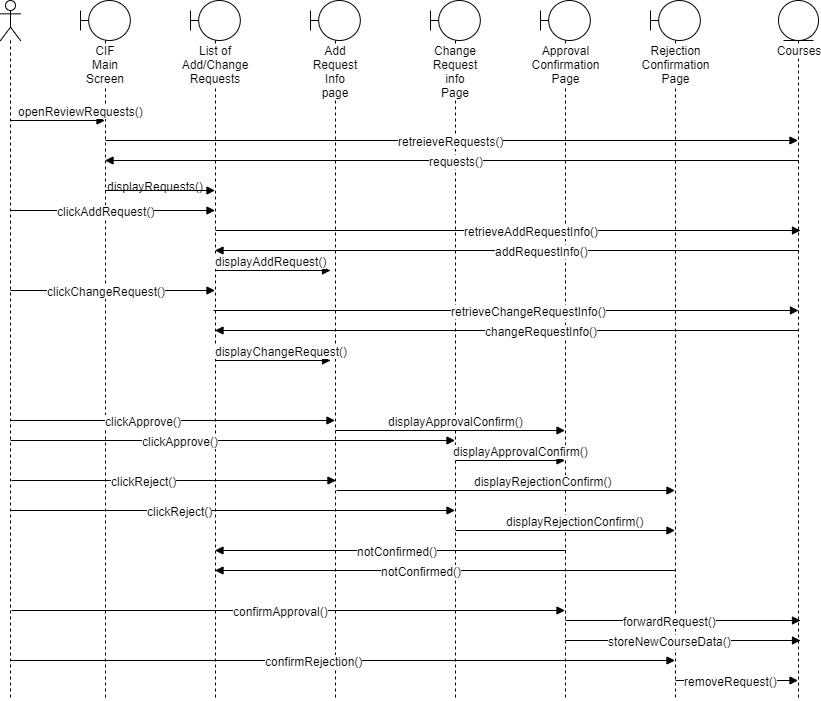 CIF
Main
Screen
List of
Add/Change
Requests
Add
Request
Info
page
Change
Request
info
Page
Approval
Confirmation
Page
Rejection
Confirmation
Page
Courses
openReviewRequests()
retreieveRequests()
requests()
displayRequests()
clickAddRequest()
retrieveAddRequestInfo()
addRequestInfo()
displayAddRequest()
clickChangeRequest()
retrieveChangeRequestInfo()
changeRequestInfo()
displayChangeRequest()
clickApprove()
displayApprovalConfirm()
clickApprove()
displayApprovalConfirm()
clickReject()
displayRejectionConfirm()
clickReject()
displayRejectionConfirm()
notConfirmed()
notConfirmed()
confirmApproval()
forwardRequest()
storeNewCourseData()
confirmRejection()
removeRequest()